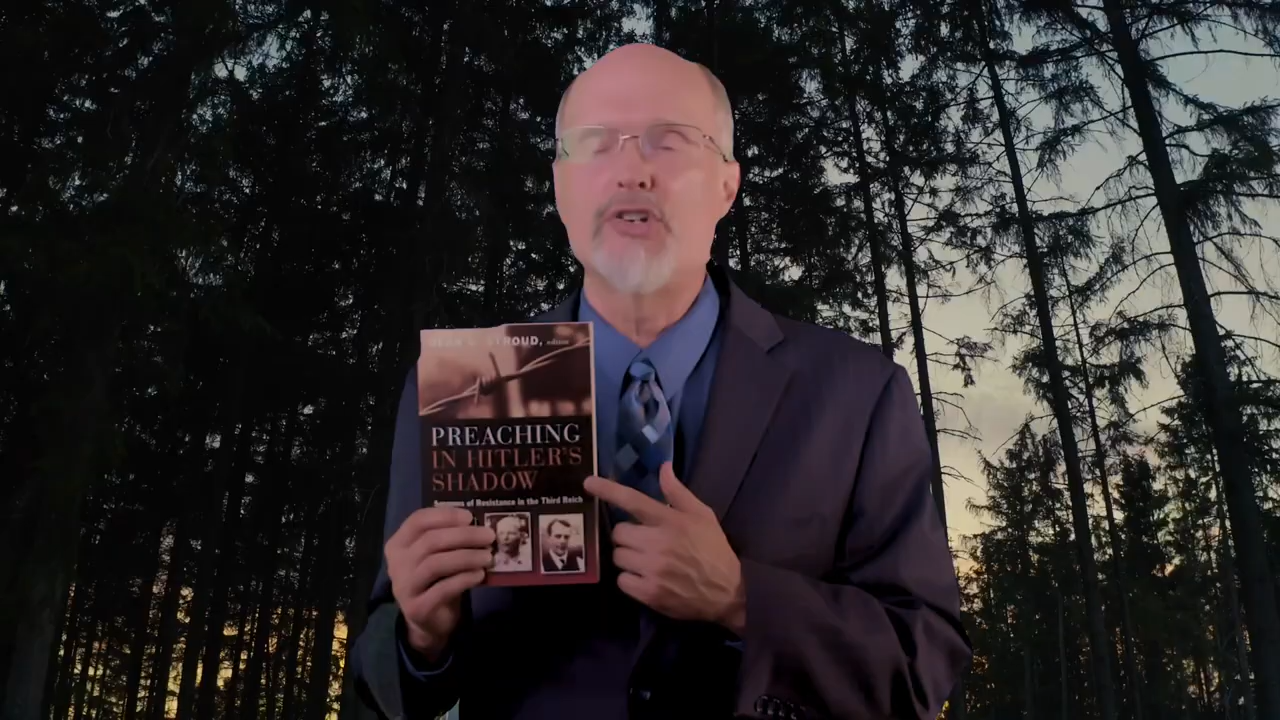 STROUD, editor
PREACHING
IN HITLER'S
SHADOW
of Resistance in the Third Reich